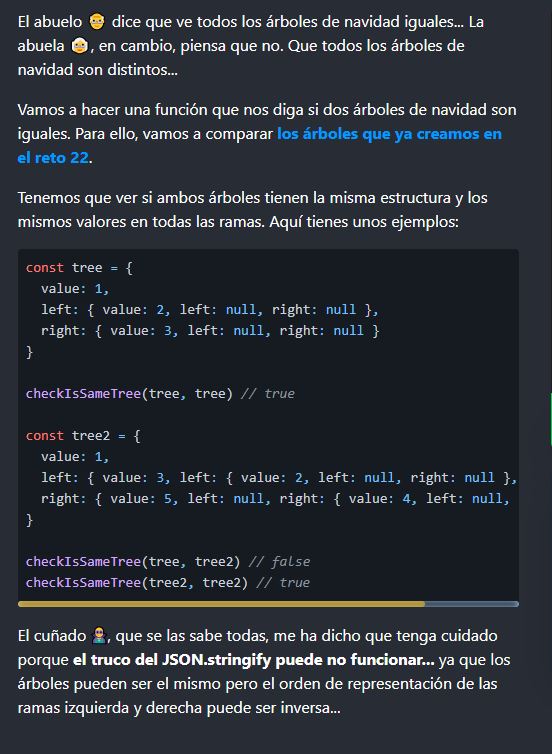 El abuelo 👴 dice que ve todos los árboles de navidad iguales... La
abuela 👵, en cambio, piensa que no. Que todos los árboles de
navidad son distintos...
Vamos a hacer una función que nos diga si dos árboles de navidad son
iguales. Para ello, vamos a comparar los árboles que ya creamos en
el reto 22.
Tenemos que ver si ambos árboles tienen la misma estructura y los
mismos valores en todas las ramas. Aquí tienes unos ejemplos:
const tree = {
  value: 1,
  left: { value: 2, left: null, right: null },
  right: { value: 3, left: null, right: null }
}
checkIsSameTree(tree, tree) // true
const tree2 = {
  value: 1,
  left: { value: 3, left: { value: 2, left: null, right: null },
  right: { value: 5, left: null, right: { value: 4, left: null,
}
checkIsSameTree(tree, tree2) // false
checkIsSameTree(tree2, tree2) // true
El cuñado 🦹‍♂️, que se las sabe todas, me ha dicho que tenga cuidado
porque el truco del JSON.stringify puede no funcionar... ya que los
árboles pueden ser el mismo pero el orden de representación de las
ramas izquierda y derecha puede ser inversa...